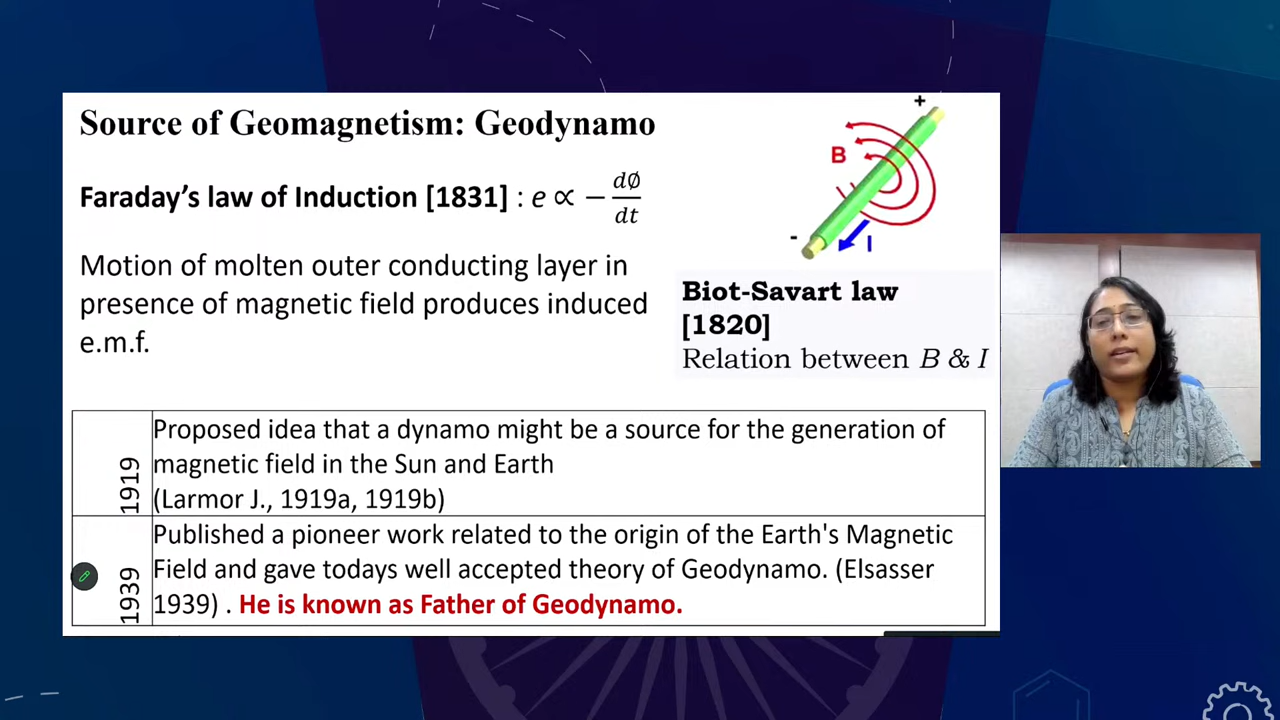 Source of Geomagnetism: Geodynamo
Faraday's law of Induction [1831] : e ∝ − dØ/dt
Motion of molten outer conducting layer in
presence of magnetic field produces induced
e.m.f.
+
B
-
I
Biot-Savart law
[1820]
Relation between B & I
1919
Proposed idea that a dynamo might be a source for the generation of
magnetic field in the Sun and Earth
(Larmor J., 1919a, 1919b)
1939
Published a pioneer work related to the origin of the Earth's Magnetic
Field and gave todays well accepted theory of Geodynamo. (Elsasser
1939) . He is known as Father of Geodynamo.